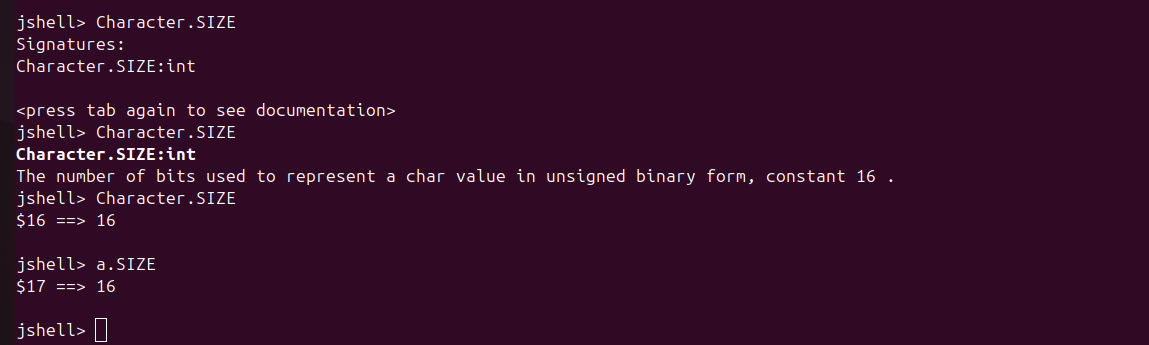 jshell> Character.SIZE
Signatures:
Character.SIZE:int
<press tab again to see documentation>
jshell> Character.SIZE
Character.SIZE:int
The number of bits used to represent a char value in unsigned binary form, constant 16 .
jshell> Character.SIZE
$16 ==> 16
jshell> a.SIZE
$17 ==> 16
jshell>